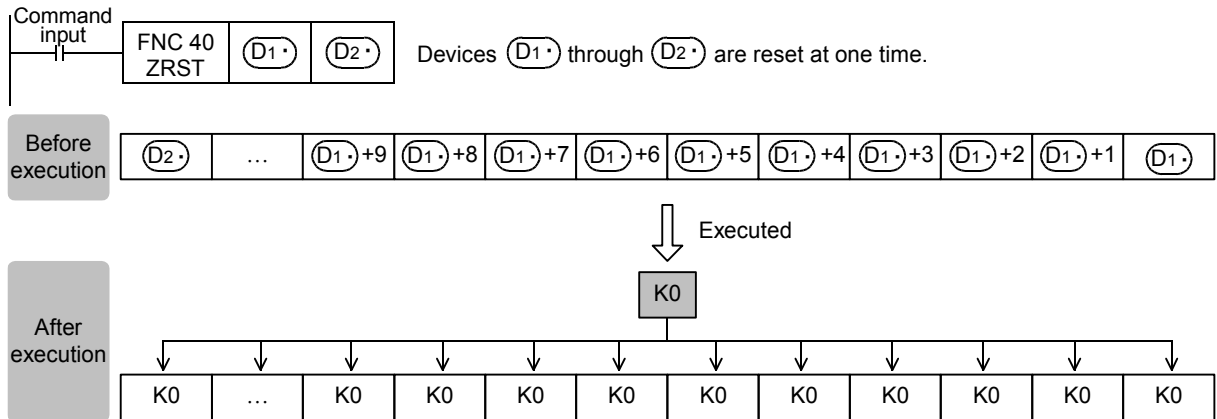 Command
input
FNC 40
ZRST
D1・
D2・
Devices D1・ through D2・ are reset at one time.
Before
execution
D2・ … D1・+9 D1・+8 D1・+7 D1・+6 D1・+5 D1・+4 D1・+3 D1・+2 D1・+1 D1・
Executed
K0
After
execution
K0 … K0 K0 K0 K0 K0 K0 K0 K0 K0 K0